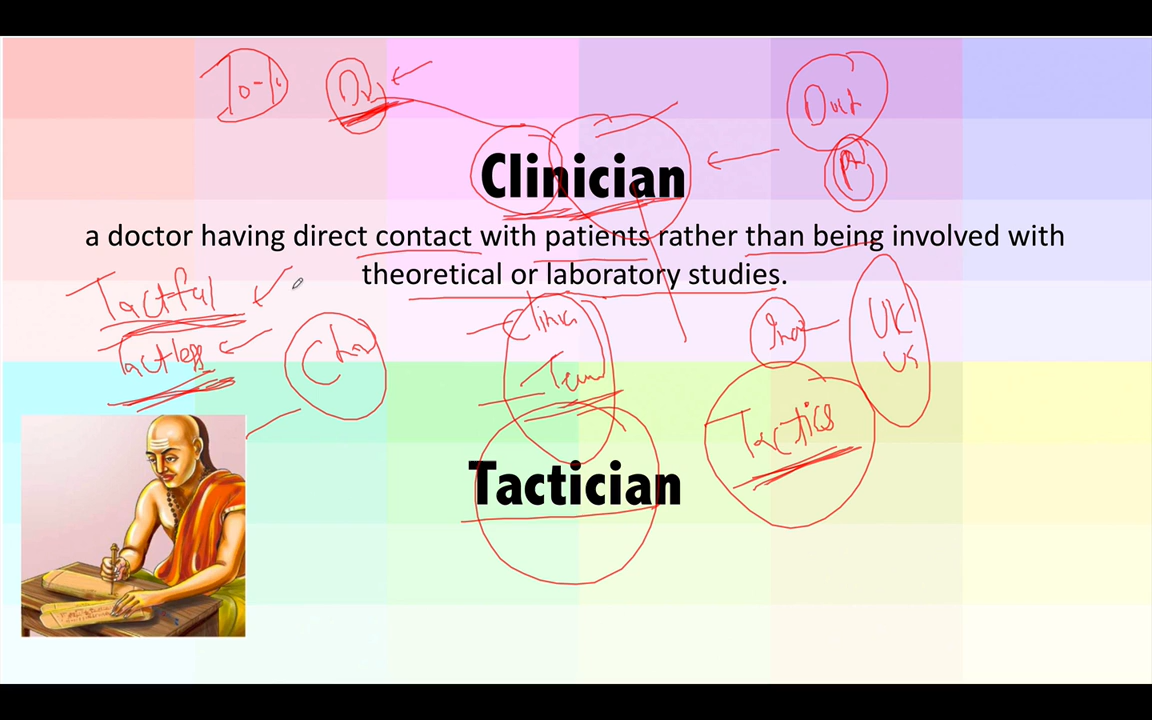 Clinician
a doctor having direct contact with patients rather than being involved with
theoretical or laboratory studies.
Tactful
Tactless
UK/
US
Tactics
Tactician